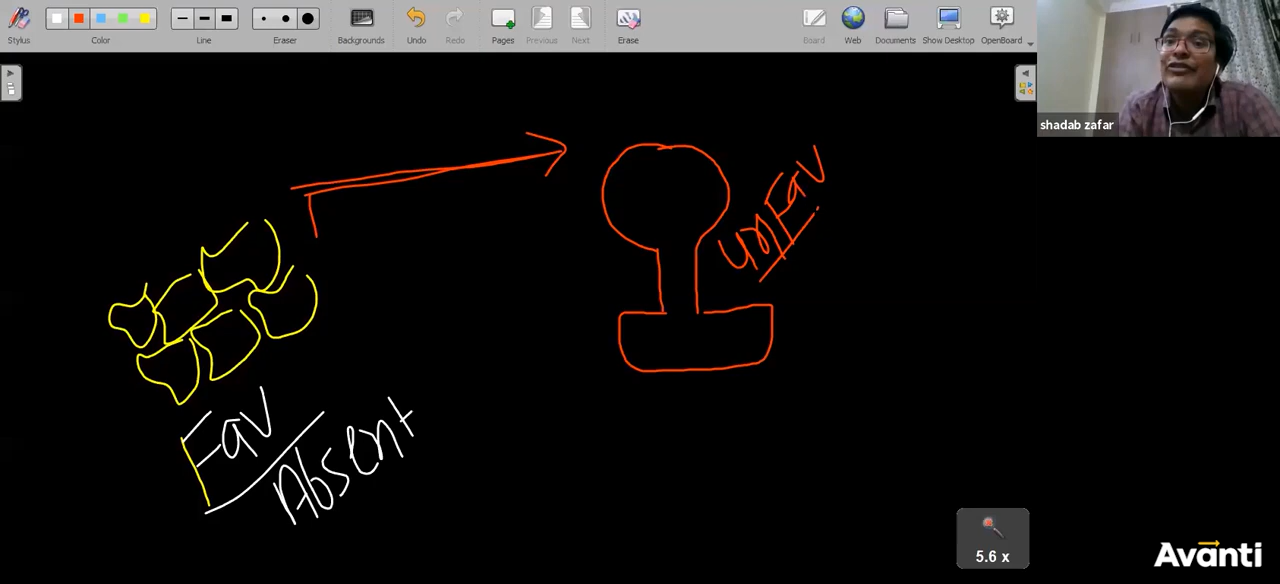 Stylus
Color
Line
Eraser
Backgrounds
Undo
Redo
Pages
Previous
Next
Erase
Board
Web
Documents
Show Desktop
OpenBoard
shadab zafar
UnFav
Fav
Absent
5.6 x
Avanti